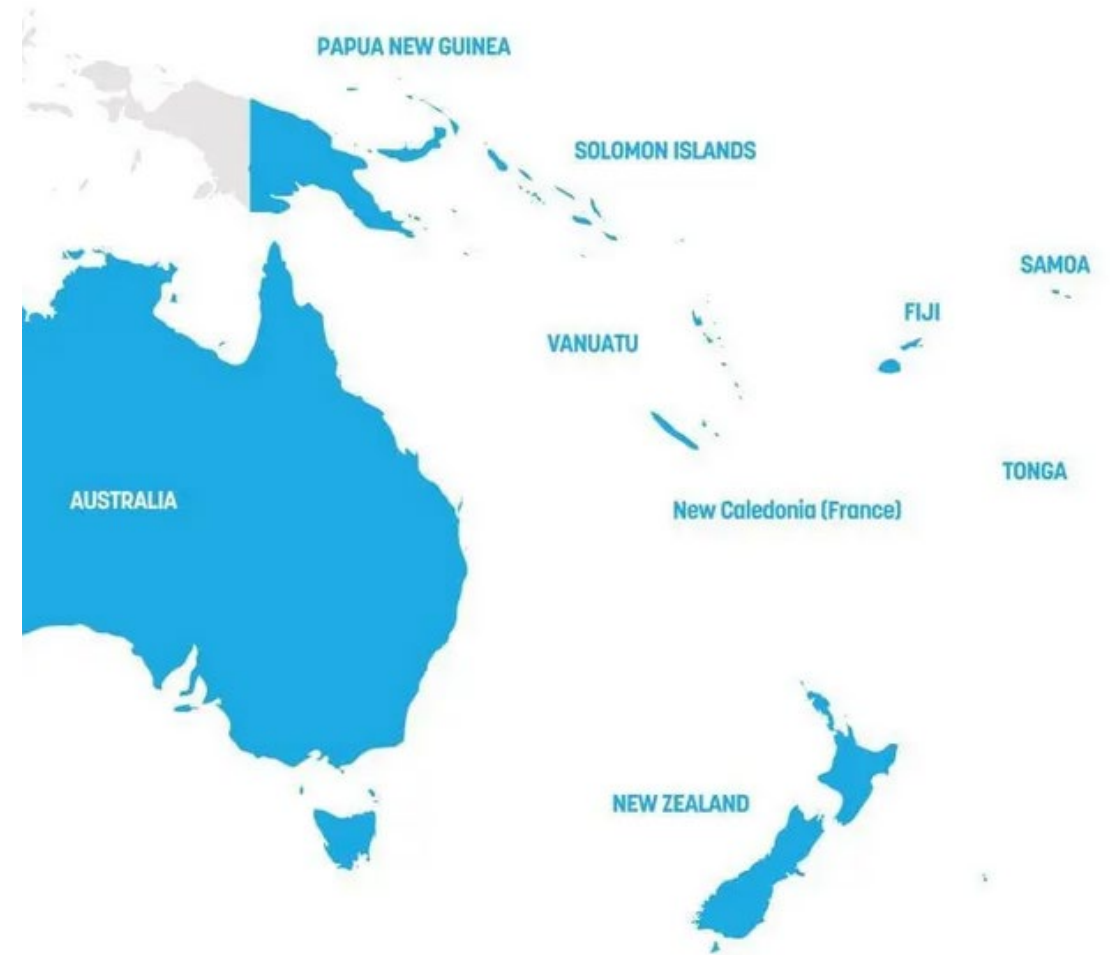 PAPUA NEW GUINEA
SOLOMON ISLANDS
SAMOA
FIJI
VANUATU
TONGA
AUSTRALIA
New Caledonia (France)
NEW ZEALAND